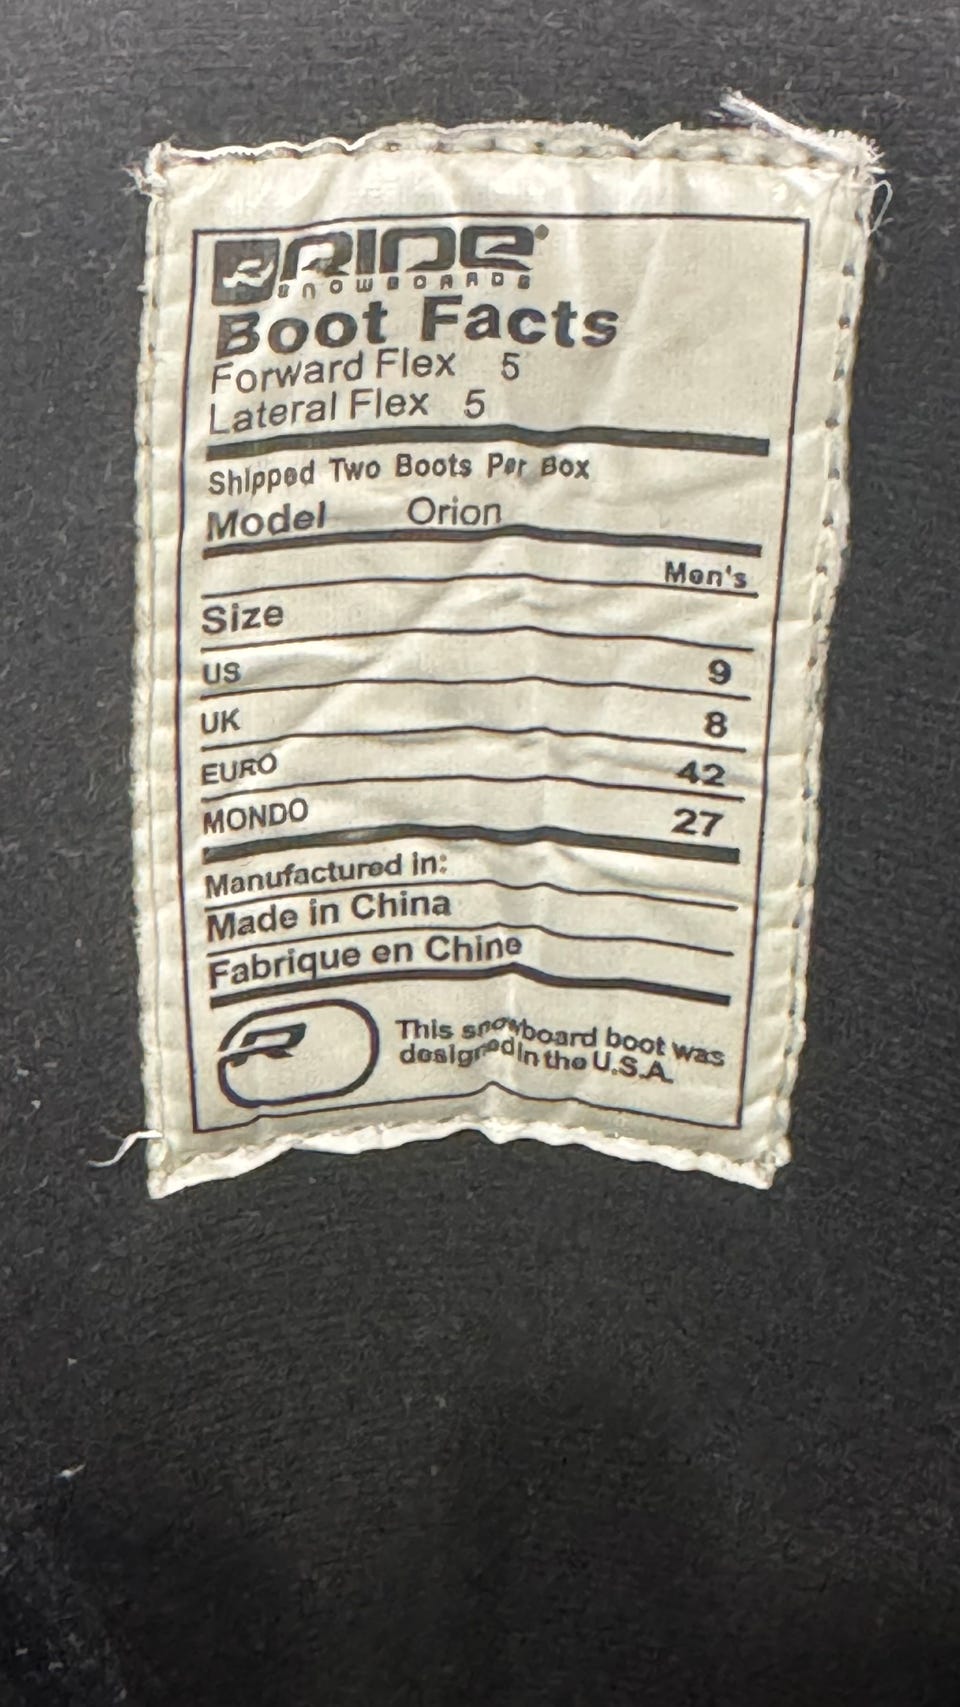 RIDE
SNOWBOARDS
Boot Facts
Forward Flex 5
Lateral Flex 5
Shipped Two Boots Per Box
Model Orion
Men's
Size
US 9
UK 8
EURO 42
MONDO 27
Manufactured in:
Made in China
Fabrique en Chine
This snowboard boot was
designed in the U.S.A.